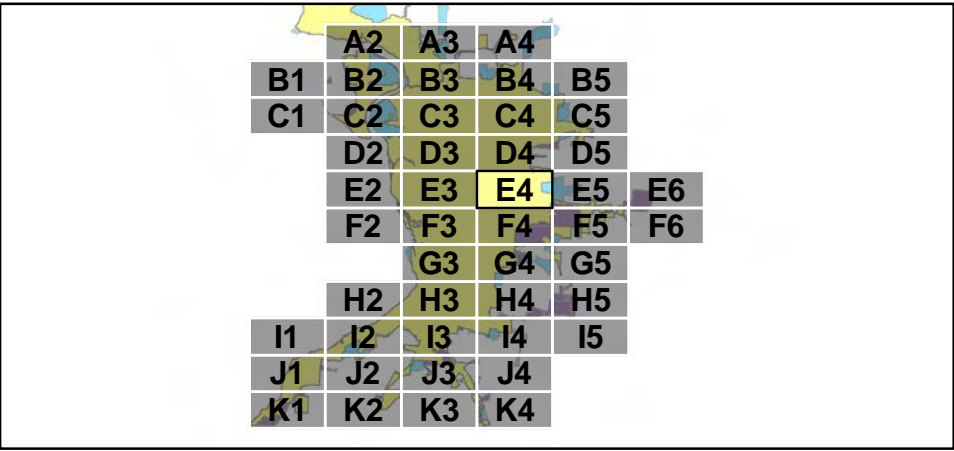 A2 A3 A4
B1 B2 B3 B4 B5
C1 C2 C3 C4 C5
D2 D3 D4 D5
E2 E3 E4 E5 E6
F2 F3 F4 F5 F6
G3 G4 G5
H2 H3 H4 H5
I1 I2 I3 I4 I5
J1 J2 J3 J4
K1 K2 K3 K4